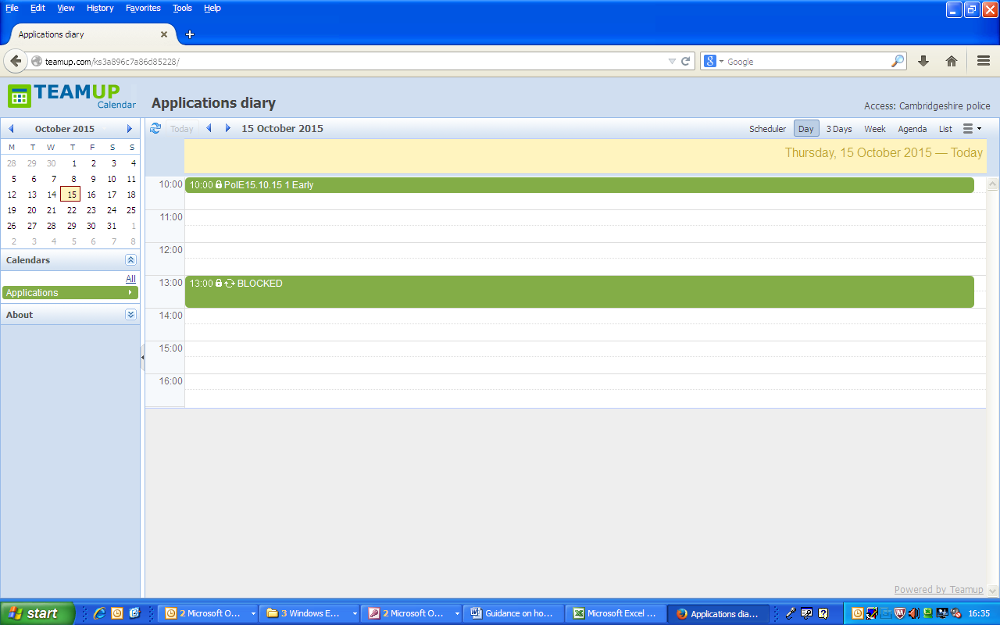 File Edit View History Favorites Tools Help
Applications diary
teamup.com/ks3a896c7a86d85228/
Google
TEAMUP
Calendar
Applications diary
Access: Cambridgeshire police
October 2015
Today
15 October 2015
Scheduler Day 3 Days Week Agenda List
M T W T F S S
28 29 30 1 2 3 4
5 6 7 8 9 10 11
12 13 14 15 16 17 18
19 20 21 22 23 24 25
26 27 28 29 30 31 1
2 3 4 5 6 7 8
Calendars
All
Applications
About
Thursday, 15 October 2015 — Today
10:00 10:00 PolE15.10.15 1 Early
11:00
12:00
13:00 13:00 BLOCKED
14:00
15:00
16:00
Powered by Teamup
start
2 Microsoft O...
3 Windows E...
2 Microsoft O...
Guidance on ho...
Microsoft Excel ...
Applications dia...
16:35